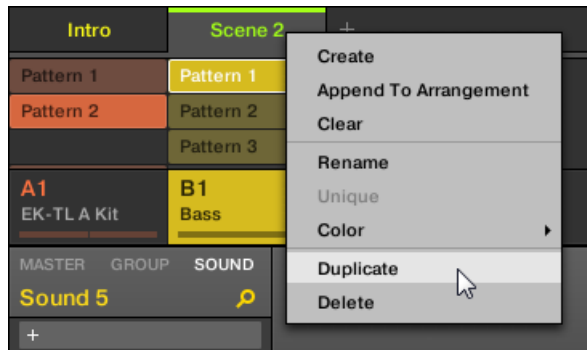 Intro
Scene 2
+
Pattern 1
Pattern 1
Pattern 2
Pattern 2
Pattern 3
A1
EK-TL A Kit
B1
Bass
MASTER GROUP SOUND
Sound 5
+
Create
Append To Arrangement
Clear
Rename
Unique
Color
Duplicate
Delete